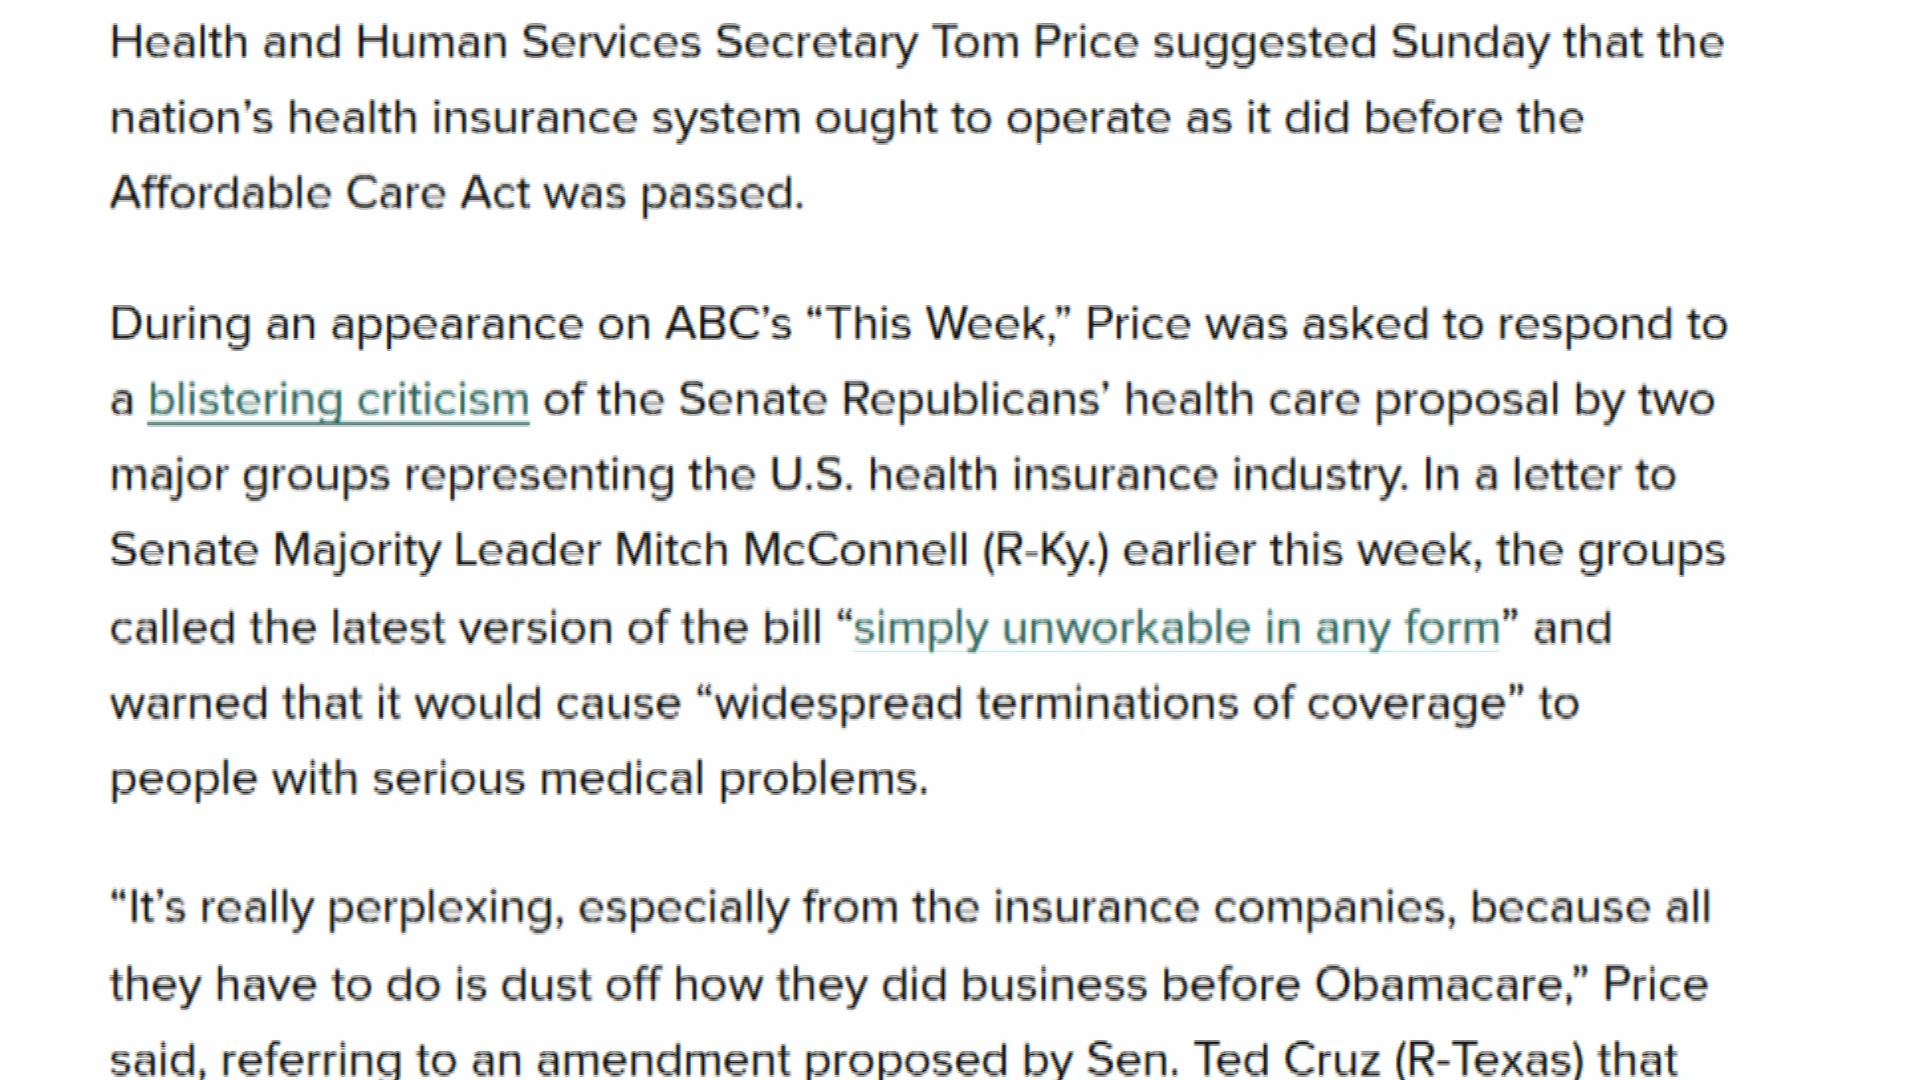 Health and Human Services Secretary Tom Price suggested Sunday that the
nation’s health insurance system ought to operate as it did before the
Affordable Care Act was passed.
During an appearance on ABC’s “This Week,” Price was asked to respond to
a blistering criticism of the Senate Republicans’ health care proposal by two
major groups representing the U.S. health insurance industry. In a letter to
Senate Majority Leader Mitch McConnell (R-Ky.) earlier this week, the groups
called the latest version of the bill “simply unworkable in any form” and
warned that it would cause “widespread terminations of coverage” to
people with serious medical problems.
“It’s really perplexing, especially from the insurance companies, because all
they have to do is dust off how they did business before Obamacare,” Price
said, referring to an amendment proposed by Sen. Ted Cruz (R-Texas) that